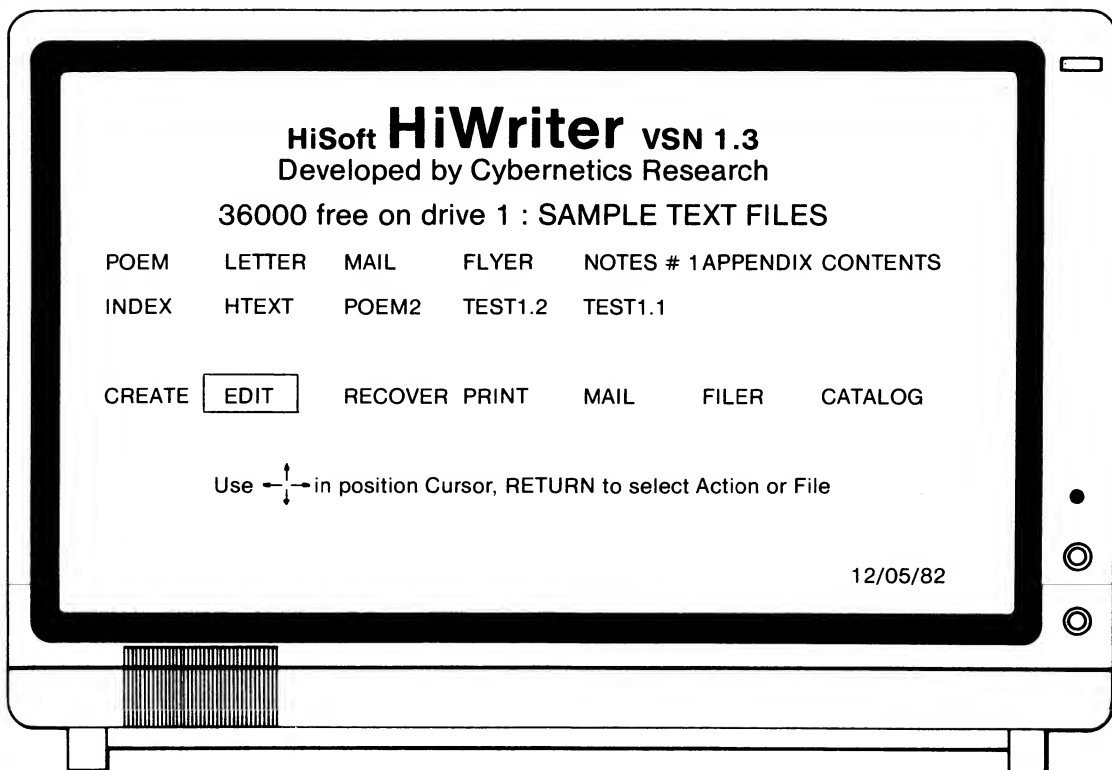 HiSoft HiWriter VSN 1.3
Developed by Cybernetics Research
36000 free on drive 1 : SAMPLE TEXT FILES
POEM LETTER MAIL FLYER NOTES # 1 APPENDIX CONTENTS
INDEX HTEXT POEM2 TEST1.2 TEST1.1
CREATE EDIT RECOVER PRINT MAIL FILER CATALOG
Use in position Cursor, RETURN to select Action or File
12/05/82